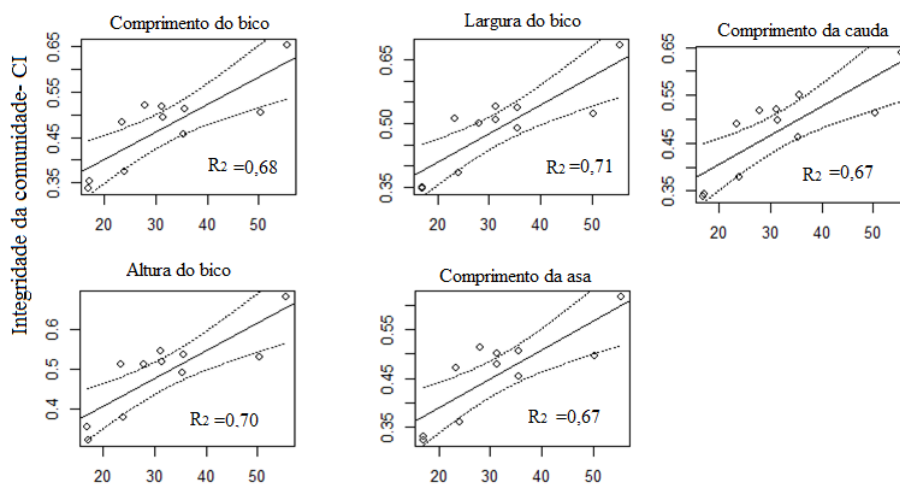 Comprimento do bico
Largura do bico
Comprimento da cauda
Integridade da comunidade- CI
0.35 0.45 0.55 0.65
R2 =0,68
20 30 40 50
0.35 0.50 0.65
R2 =0,71
20 30 40 50
0.35 0.45 0.55 0.65
R2 =0,67
20 30 40 50
Altura do bico
Comprimento da asa
0.4 0.5 0.6
R2 =0,70
20 30 40 50
0.35 0.45 0.55
R2 =0,67
20 30 40 50